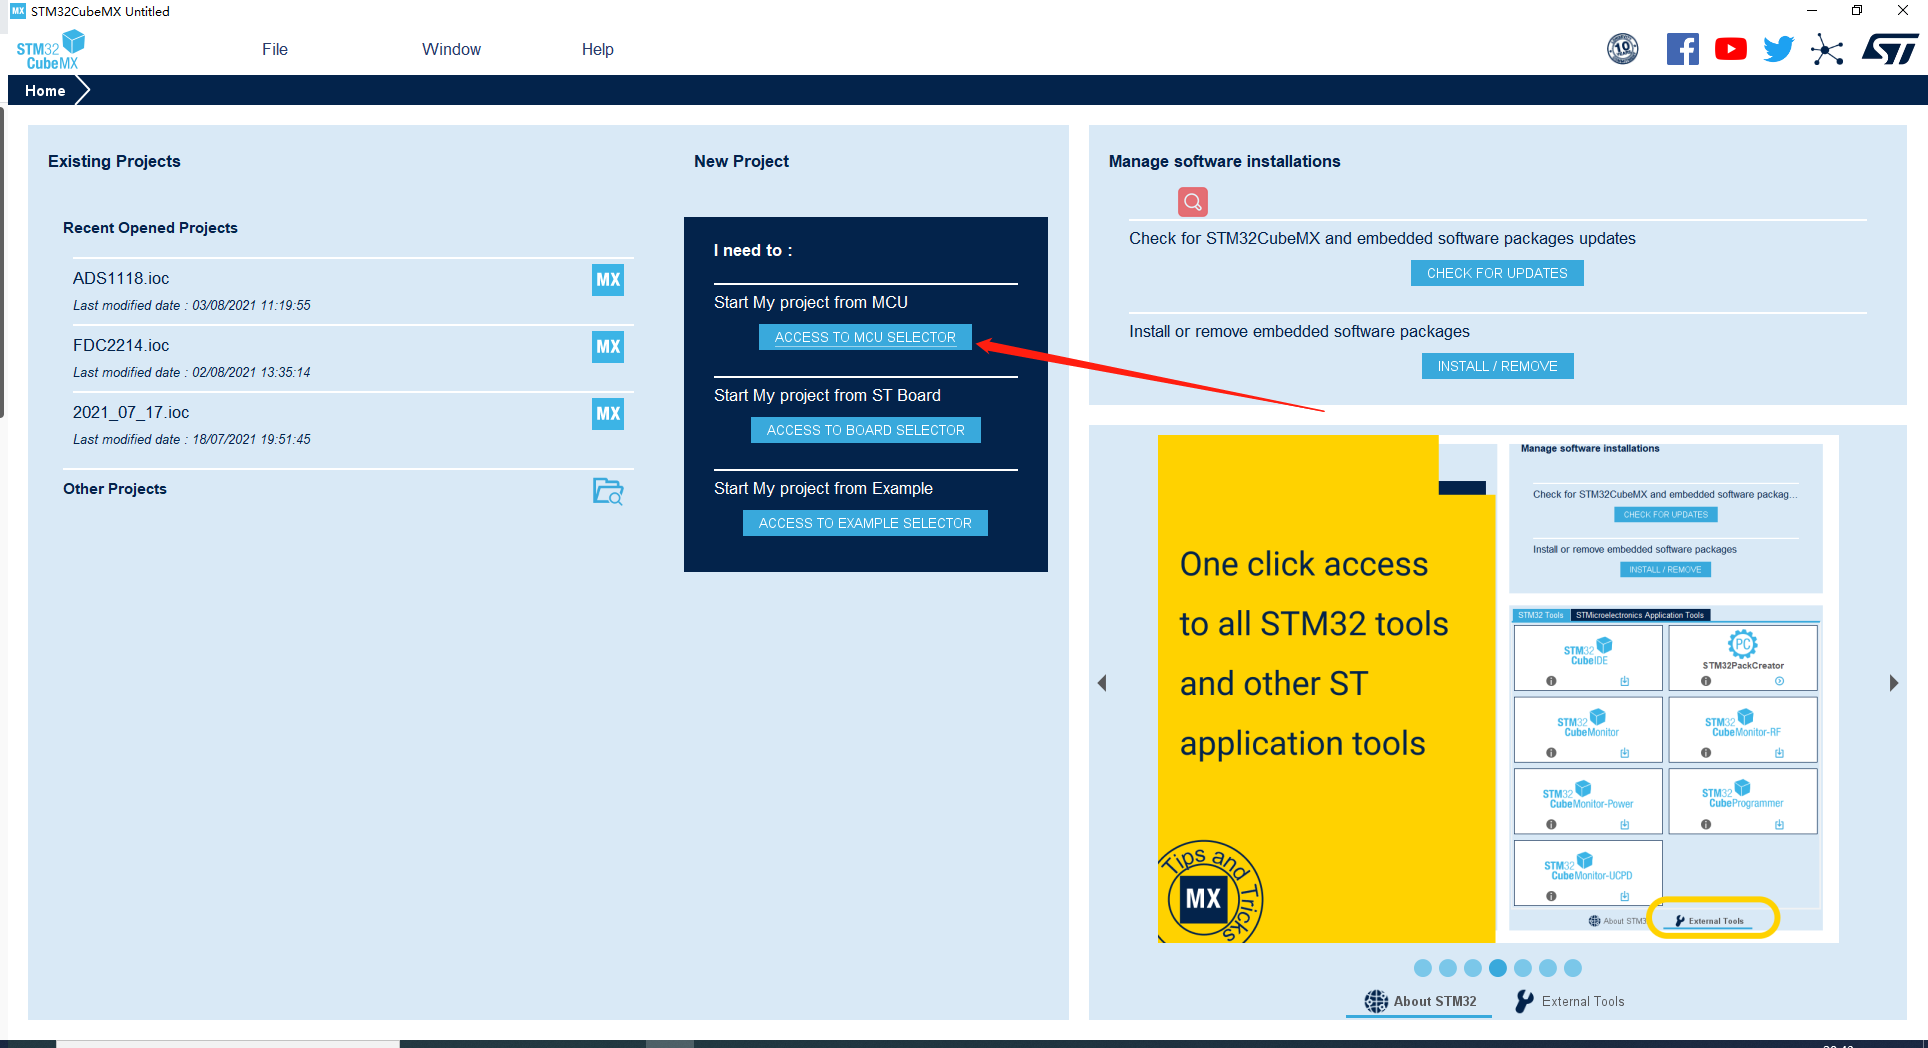 MX STM32CubeMX Untitled
STM32
CubeMX
File
Window
Help
10
Home
Existing Projects
Recent Opened Projects
ADS1118.ioc
MX
Last modified date : 03/08/2021 11:19:55
FDC2214.ioc
MX
Last modified date : 02/08/2021 13:35:14
2021_07_17.ioc
MX
Last modified date : 18/07/2021 19:51:45
Other Projects
New Project
I need to :
Start My project from MCU
ACCESS TO MCU SELECTOR
Start My project from ST Board
ACCESS TO BOARD SELECTOR
Start My project from Example
ACCESS TO EXAMPLE SELECTOR
Manage software installations
Check for STM32CubeMX and embedded software packages updates
CHECK FOR UPDATES
Install or remove embedded software packages
INSTALL / REMOVE
One click access
to all STM32 tools
and other ST
application tools
Tips and Tricks
MX
Manage software installations
Check for STM32CubeMX and embedded software packag...
CHECK FOR UPDATES
Install or remove embedded software packages
INSTALL / REMOVE
STM32 Tools
STMicroelectronics Application Tools
STM32
CubeIDE
PC
STM32PackCreator
STM32
CubeMonitor
STM32
CubeMonitor-RF
STM32
CubeMonitor-Power
STM32
CubeProgrammer
STM32
CubeMonitor-UCPD
About STM3
External Tools
About STM32
External Tools